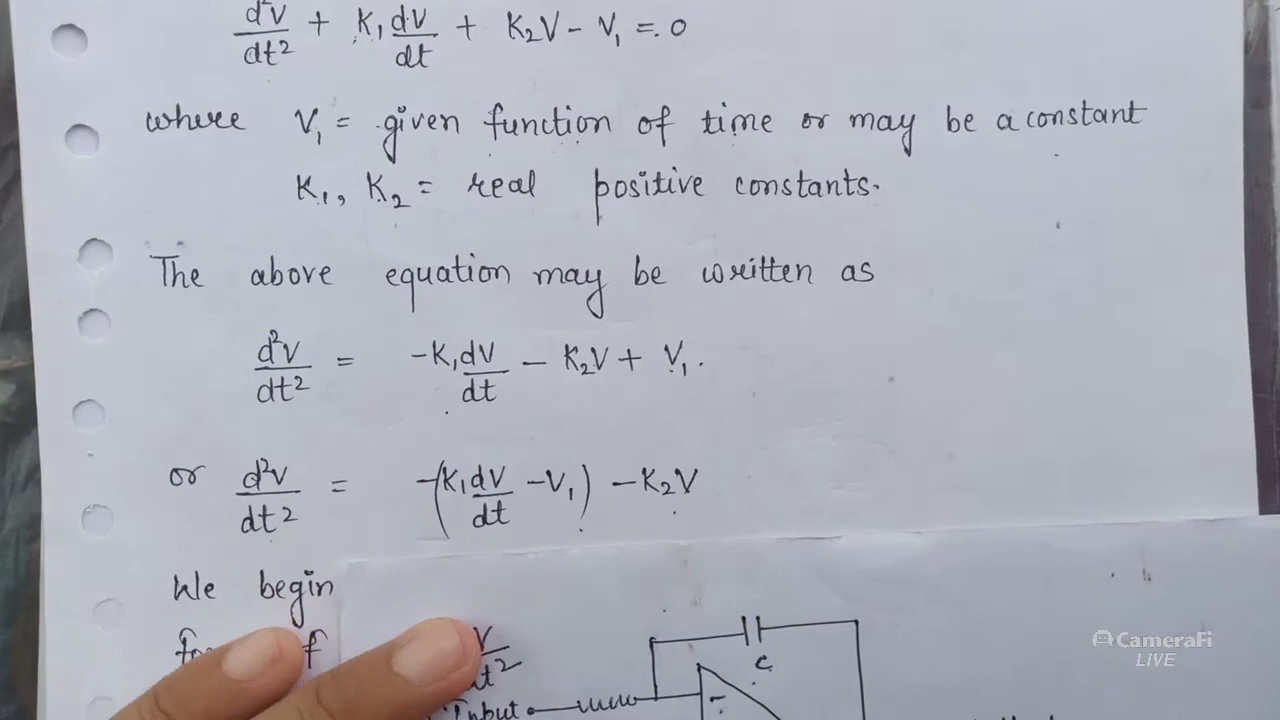 d²V/dt² + K₁ dV/dt + K₂V - V₁ = 0
where V₁ = given function of time or may be a constant
K₁, K₂ = real positive constants.
The above equation may be written as
d²V/dt² = -K₁ dV/dt - K₂V + V₁.
or d²V/dt² = -(K₁ dV/dt - V₁) - K₂V
We begin
Input
C
-
CameraFi
LIVE